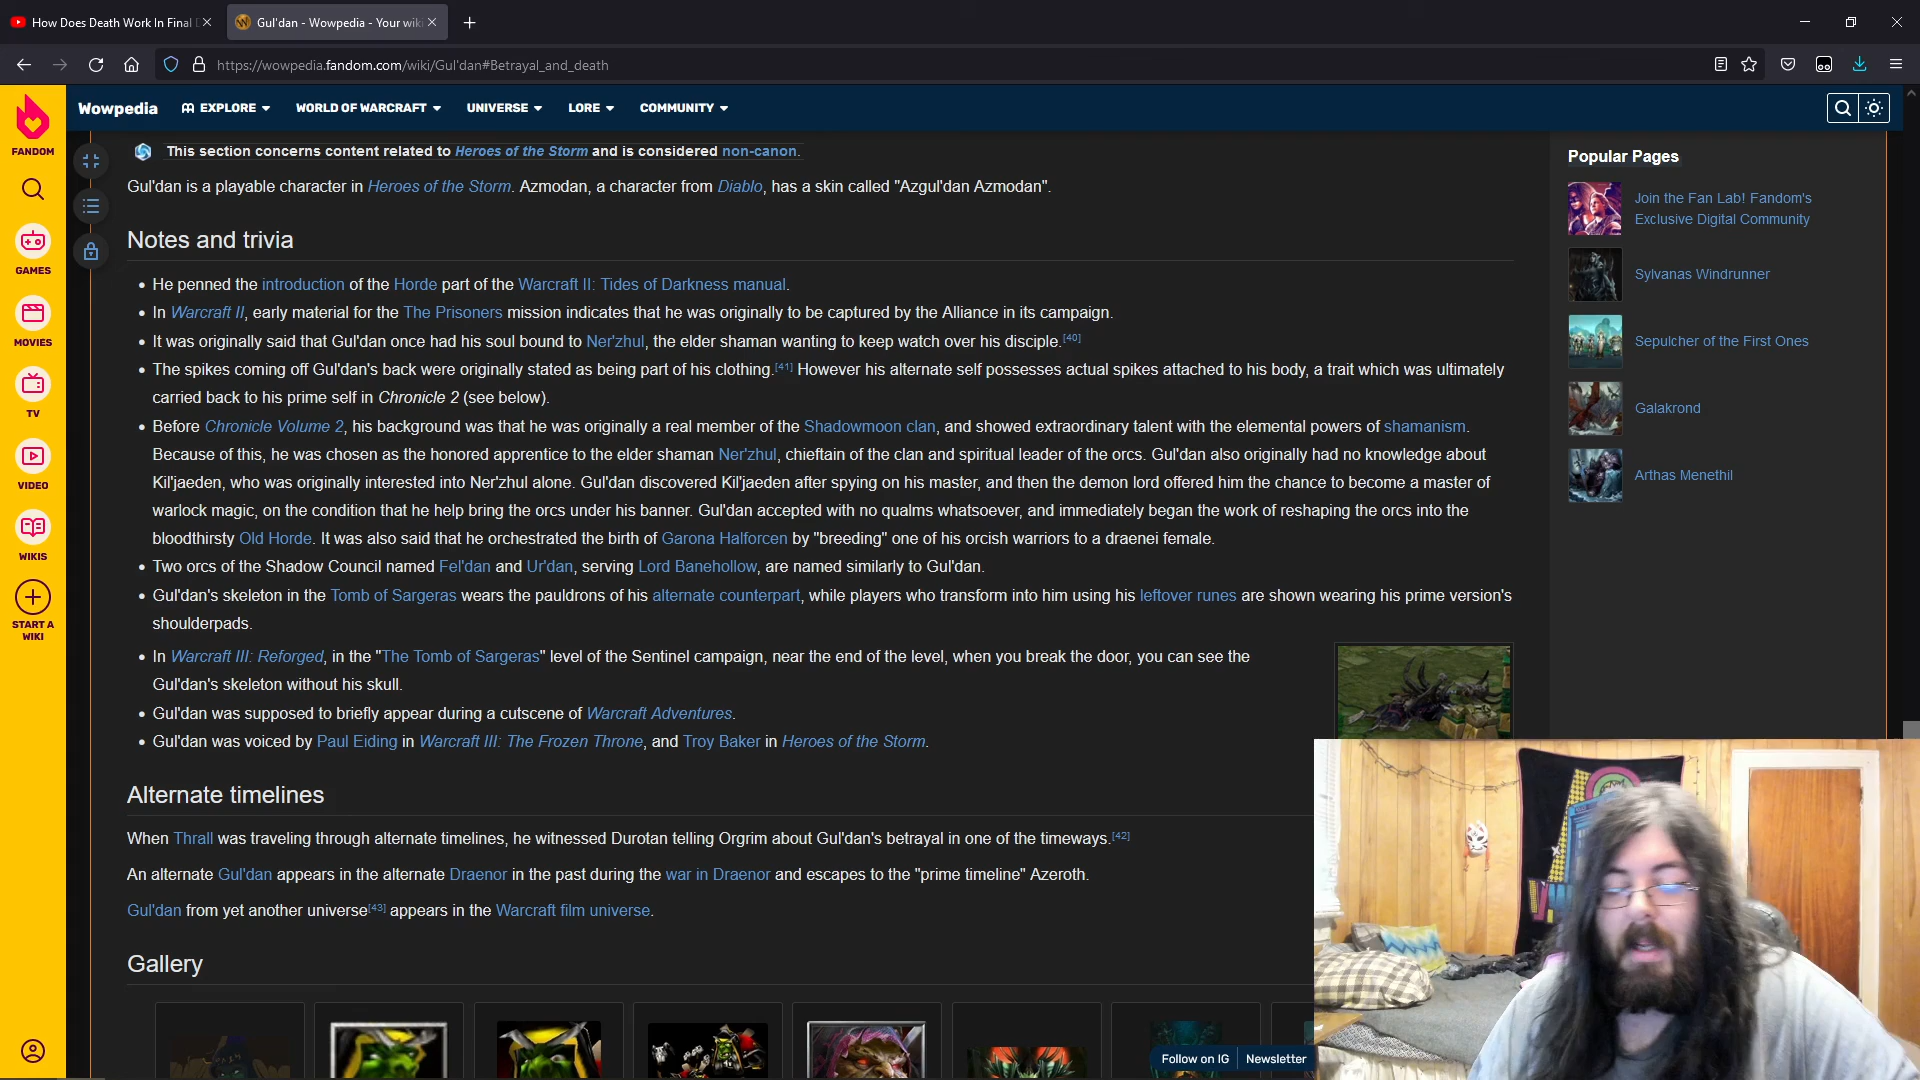 How Does Death Work In Final
Gul'dan - Wowpedia - Your wiki
https://wowpedia.fandom.com/wiki/Gul'dan#Betrayal_and_death
FANDOM
GAMES
MOVIES
TV
VIDEO
WIKIS
START A
WIKI
Wowpedia
EXPLORE
WORLD OF WARCRAFT
UNIVERSE
LORE
COMMUNITY
This section concerns content related to Heroes of the Storm and is considered non-canon.
Gul'dan is a playable character in Heroes of the Storm. Azmodan, a character from Diablo, has a skin called "Azgul'dan Azmodan".
Notes and trivia
He penned the introduction of the Horde part of the Warcraft II: Tides of Darkness manual.
In Warcraft II, early material for the The Prisoners mission indicates that he was originally to be captured by the Alliance in its campaign.
It was originally said that Gul'dan once had his soul bound to Ner'zhul, the elder shaman wanting to keep watch over his disciple.[40]
The spikes coming off Gul'dan's back were originally stated as being part of his clothing.[41] However his alternate self possesses actual spikes attached to his body, a trait which was ultimately
carried back to his prime self in Chronicle 2 (see below).
Before Chronicle Volume 2, his background was that he was originally a real member of the Shadowmoon clan, and showed extraordinary talent with the elemental powers of shamanism.
Because of this, he was chosen as the honored apprentice to the elder shaman Ner'zhul, chieftain of the clan and spiritual leader of the orcs. Gul'dan also originally had no knowledge about
Kil'jaeden, who was originally interested into Ner'zhul alone. Gul'dan discovered Kil'jaeden after spying on his master, and then the demon lord offered him the chance to become a master of
warlock magic, on the condition that he help bring the orcs under his banner. Gul'dan accepted with no qualms whatsoever, and immediately began the work of reshaping the orcs into the
bloodthirsty Old Horde. It was also said that he orchestrated the birth of Garona Halforcen by "breeding" one of his orcish warriors to a draenei female.
Two orcs of the Shadow Council named Fel'dan and Ur'dan, serving Lord Banehollow, are named similarly to Gul'dan.
Gul'dan's skeleton in the Tomb of Sargeras wears the pauldrons of his alternate counterpart, while players who transform into him using his leftover runes are shown wearing his prime version's
shoulderpads.
In Warcraft III: Reforged, in the "The Tomb of Sargeras" level of the Sentinel campaign, near the end of the level, when you break the door, you can see the
Gul'dan's skeleton without his skull.
Gul'dan was supposed to briefly appear during a cutscene of Warcraft Adventures.
Gul'dan was voiced by Paul Eiding in Warcraft III: The Frozen Throne, and Troy Baker in Heroes of the Storm.
Alternate timelines
When Thrall was traveling through alternate timelines, he witnessed Durotan telling Orgrim about Gul'dan's betrayal in one of the timeways.[42]
An alternate Gul'dan appears in the alternate Draenor in the past during the war in Draenor and escapes to the "prime timeline" Azeroth.
Gul'dan from yet another universe[43] appears in the Warcraft film universe.
Gallery
Popular Pages
Join the Fan Lab! Fandom's
Exclusive Digital Community
Sylvanas Windrunner
Sepulcher of the First Ones
Galakrond
Arthas Menethil
Follow on IG
Newsletter